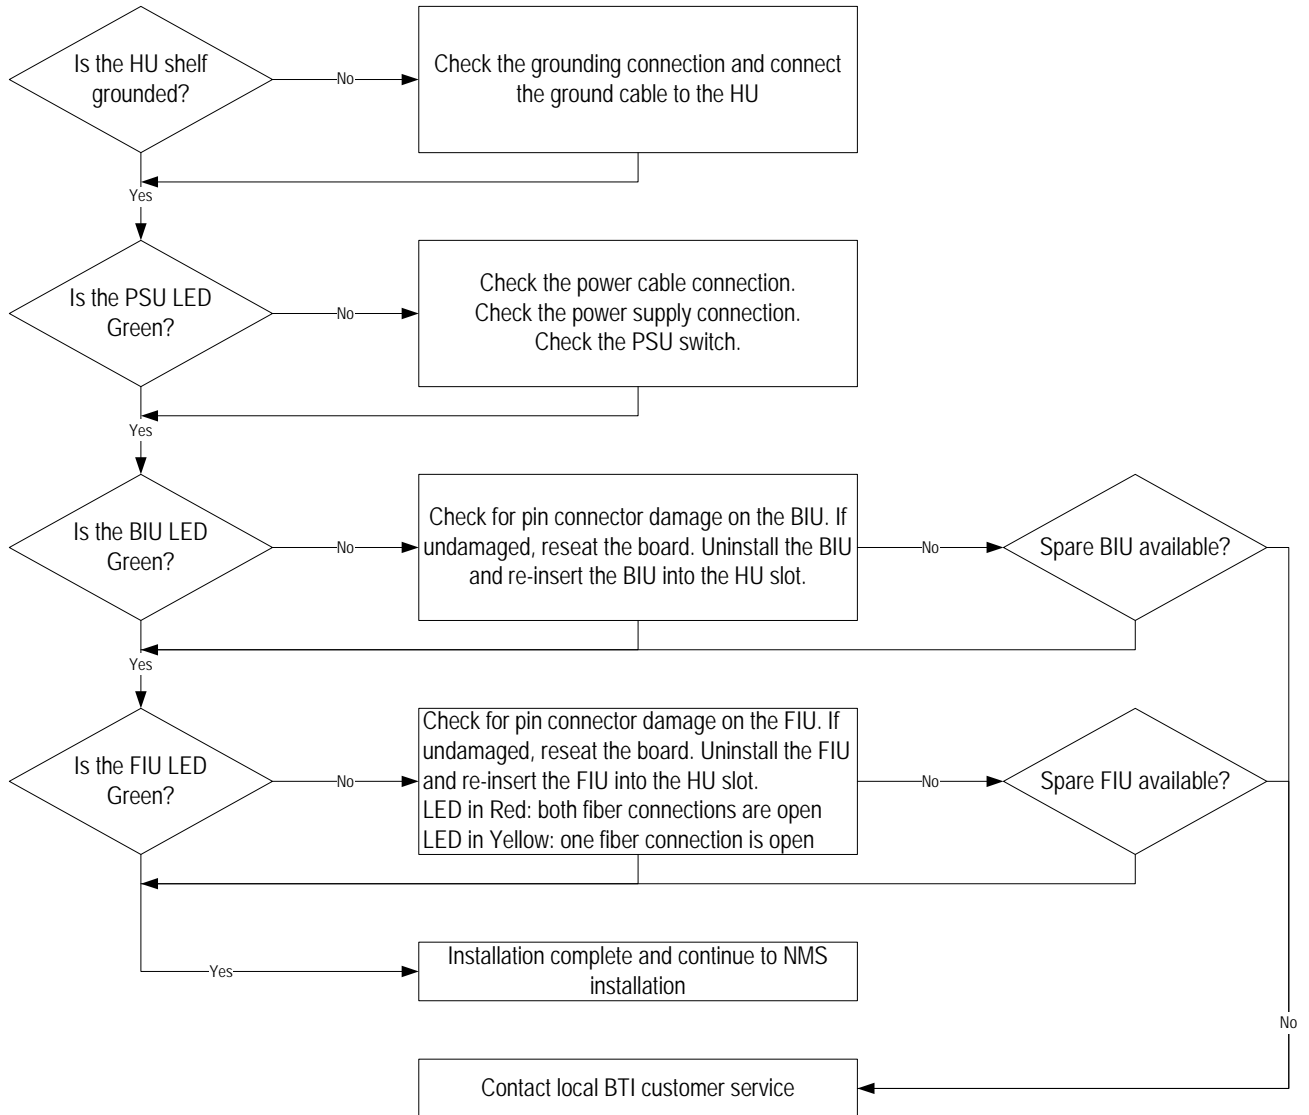 Is the HU shelf
grounded?
No
Check the grounding connection and connect
the ground cable to the HU
Yes
Is the PSU LED
Green?
No
Check the power cable connection.
Check the power supply connection.
Check the PSU switch.
Yes
Is the BIU LED
Green?
No
Check for pin connector damage on the BIU. If
undamaged, reseat the board. Uninstall the BIU
and re-insert the BIU into the HU slot.
No
Spare BIU available?
Yes
Is the FIU LED
Green?
No
Check for pin connector damage on the FIU. If
undamaged, reseat the board. Uninstall the FIU
and re-insert the FIU into the HU slot.
LED in Red: both fiber connections are open
LED in Yellow: one fiber connection is open
No
Spare FIU available?
Yes
Installation complete and continue to NMS
installation
No
Contact local BTI customer service